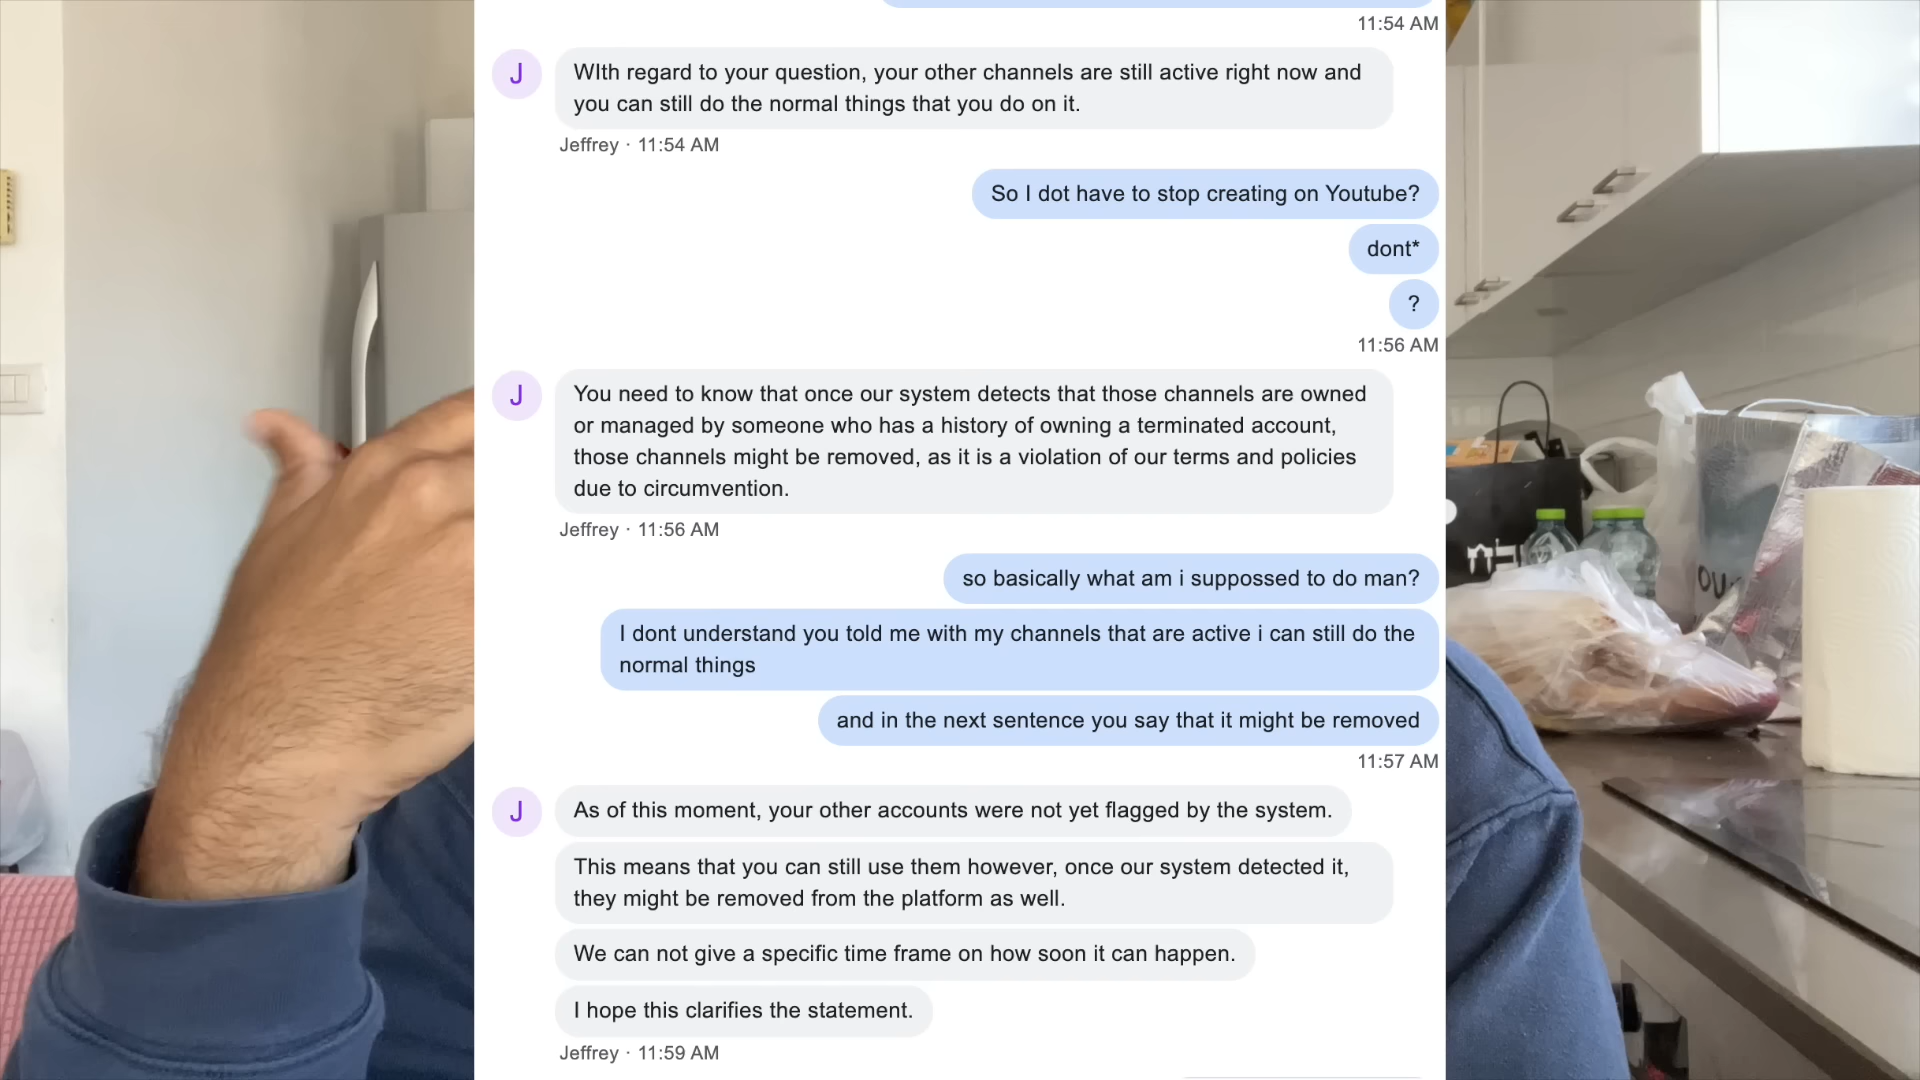 11:54 AM
J
WIth regard to your question, your other channels are still active right now and
you can still do the normal things that you do on it.
Jeffrey · 11:54 AM
So I dot have to stop creating on Youtube?
dont*
?
11:56 AM
J
You need to know that once our system detects that those channels are owned
or managed by someone who has a history of owning a terminated account,
those channels might be removed, as it is a violation of our terms and policies
due to circumvention.
Jeffrey · 11:56 AM
so basically what am i suppossed to do man?
I dont understand you told me with my channels that are active i can still do the
normal things
and in the next sentence you say that it might be removed
11:57 AM
J
As of this moment, your other accounts were not yet flagged by the system.
This means that you can still use them however, once our system detected it,
they might be removed from the platform as well.
We can not give a specific time frame on how soon it can happen.
I hope this clarifies the statement.
Jeffrey · 11:59 AM